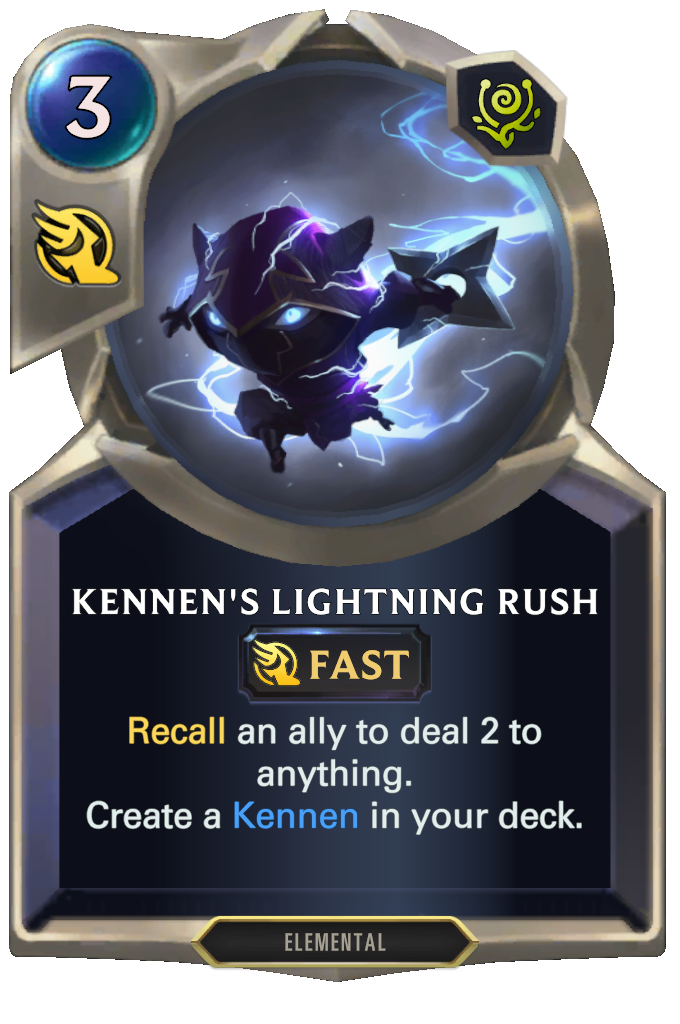 3
KENNEN'S LIGHTNING RUSH
FAST
Recall an ally to deal 2 to
anything.
Create a Kennen in your deck.
ELEMENTAL